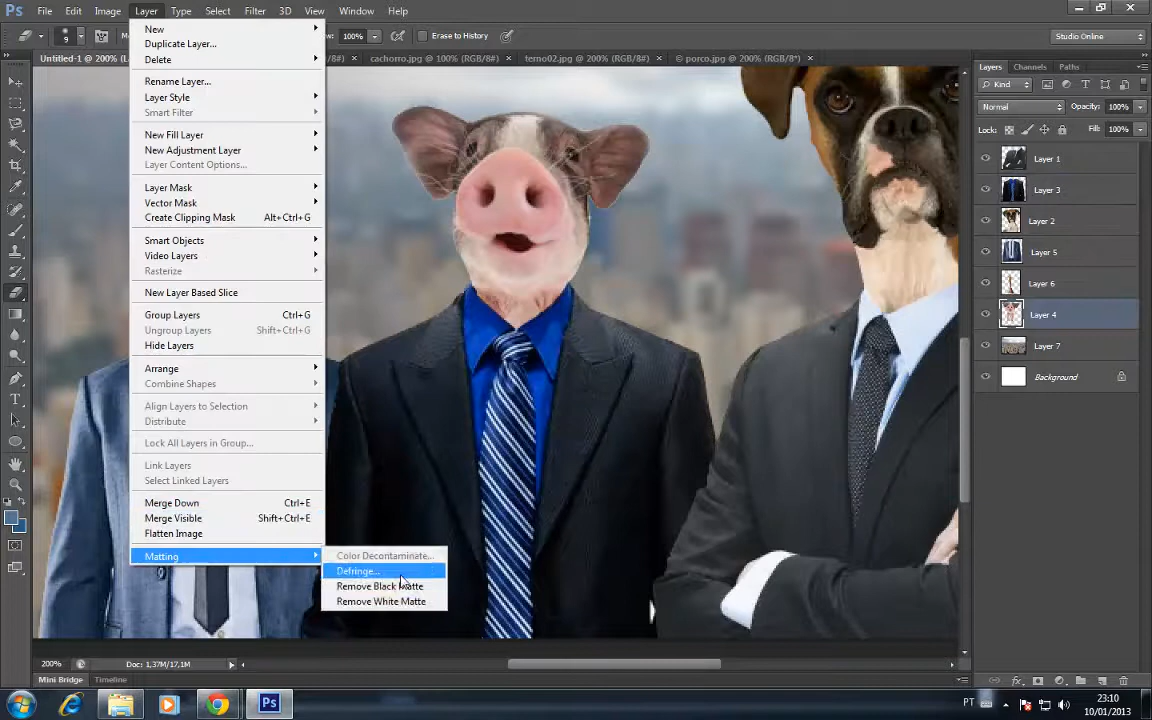 Ps File Edit Image Layer Type Select Filter 3D View Window Help
9 100% Erase to History Studio Online
Untitled-1 @ 200% cachorro.jpg @ 100% (RGB/8#) × terno02.jpg @ 200% (RGB/8#) × © porco.jpg @ 200% (RGB/8*) ×
New
Duplicate Layer...
Delete
Rename Layer...
Layer Style
Smart Filter
New Fill Layer
New Adjustment Layer
Layer Content Options...
Layer Mask
Vector Mask
Create Clipping Mask Alt+Ctrl+G
Smart Objects
Video Layers
Rasterize
New Layer Based Slice
Group Layers Ctrl+G
Ungroup Layers Shift+Ctrl+G
Hide Layers
Arrange
Combine Shapes
Align Layers to Selection
Distribute
Lock All Layers in Group...
Link Layers
Select Linked Layers
Merge Down Ctrl+E
Merge Visible Shift+Ctrl+E
Flatten Image
Matting
Color Decontaminate...
Defringe...
Remove Black Matte
Remove White Matte
Layers Channels Paths
Kind
Normal Opacity: 100%
Lock: Fill: 100%
Layer 1
Layer 3
Layer 2
Layer 5
Layer 6
Layer 4
Layer 7
Background
200% Doc: 1,37M/17,1M
Mini Bridge Timeline
Ps PT 23:10
10/01/2013